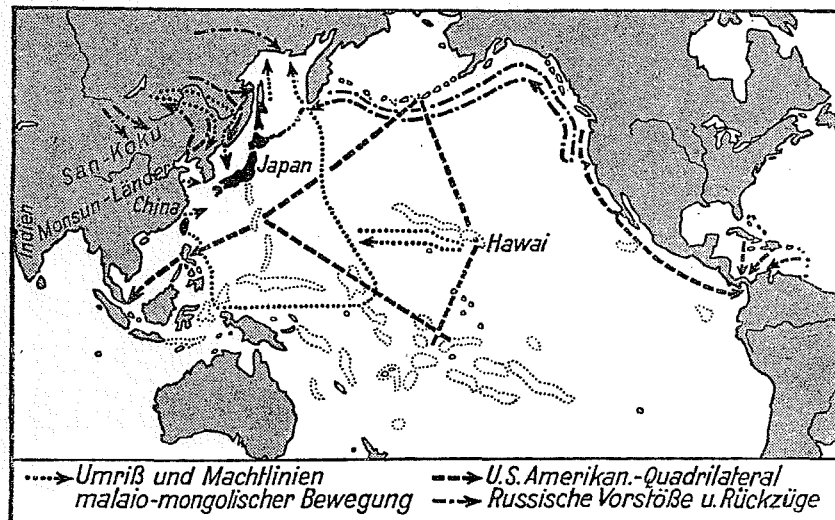 San-Koku
Monsun-Länder
China
Indien
Japan
Hawai
Umriß und Machtlinien
malaio-mongolischer Bewegung
U.S. Amerikan.-Quadrilateral
Russische Vorstöße u. Rückzüge